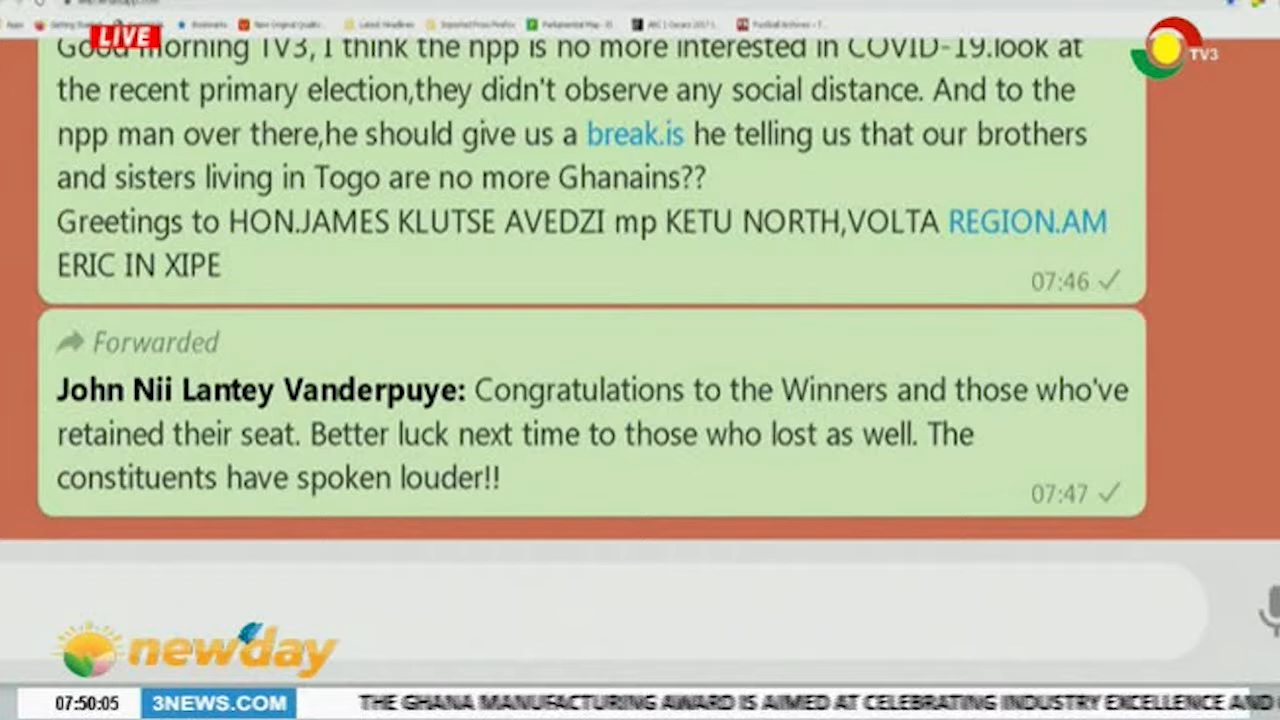 LIVE
TV3
Good morning TV3, I think the npp is no more interested in COVID-19.look at
the recent primary election,they didn't observe any social distance. And to the
npp man over there,he should give us a break.is he telling us that our brothers
and sisters living in Togo are no more Ghanains??
Greetings to HON.JAMES KLUTSE AVEDZI mp KETU NORTH,VOLTA REGION.AM
ERIC IN XIPE
07:46
Forwarded
John Nii Lantey Vanderpuye: Congratulations to the Winners and those who've
retained their seat. Better luck next time to those who lost as well. The
constituents have spoken louder!!
07:47
newday
07:50:05 3NEWS.COM THE GHANA MANUFACTURING AWARD IS AIMED AT CELEBRATING INDUSTRY EXCELLENCE AND